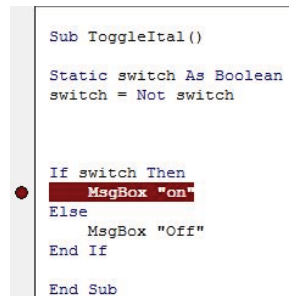 Sub ToggleItal()
Static switch As Boolean
switch = Not switch
If switch Then
MsgBox "on"
Else
MsgBox "Off"
End If
End Sub